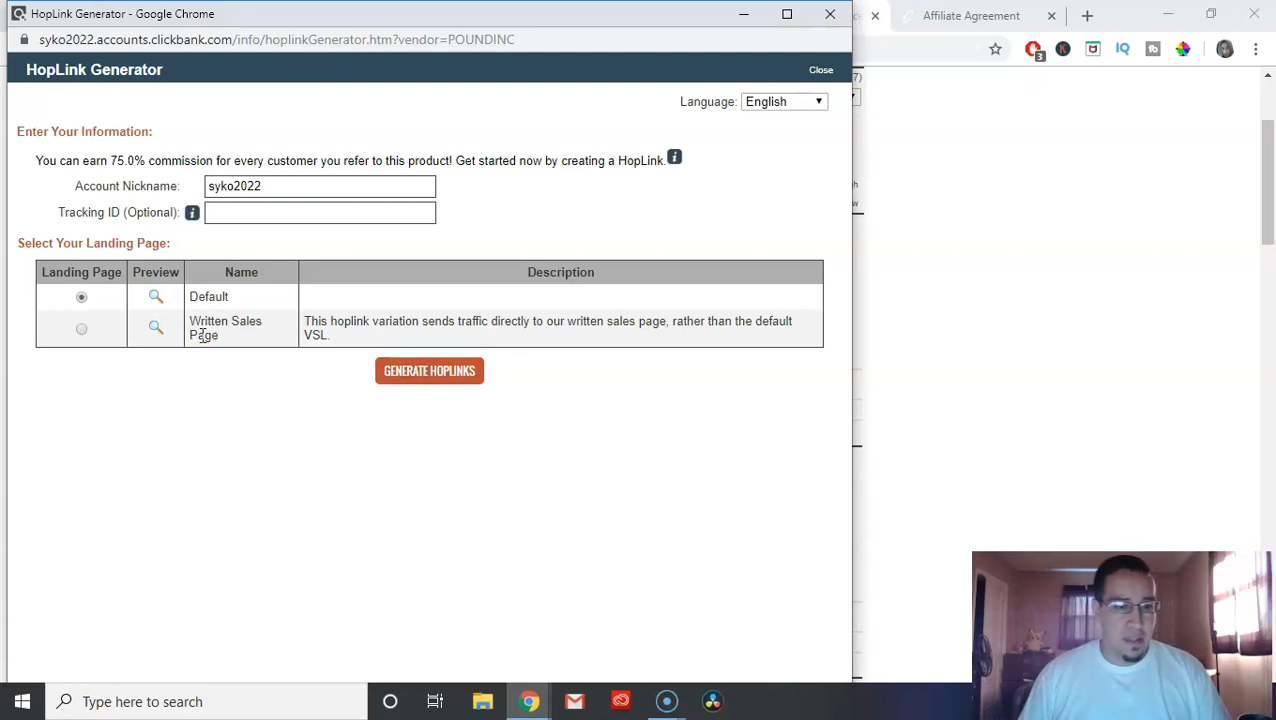 HopLink Generator - Google Chrome
Affiliate Agreement
syko2022.accounts.clickbank.com/info/hoplinkGenerator.htm?vendor=POUNDINC
3
HopLink Generator
Close
7)
Language: English
Enter Your Information:
You can earn 75.0% commission for every customer you refer to this product! Get started now by creating a HopLink.
Account Nickname: syko2022
Tracking ID (Optional):
Select Your Landing Page:
Landing Page Preview Name Description
Default
Written Sales Page
This hoplink variation sends traffic directly to our written sales page, rather than the default
VSL.
GENERATE HOPLINKS
IQ
K
Type here to search